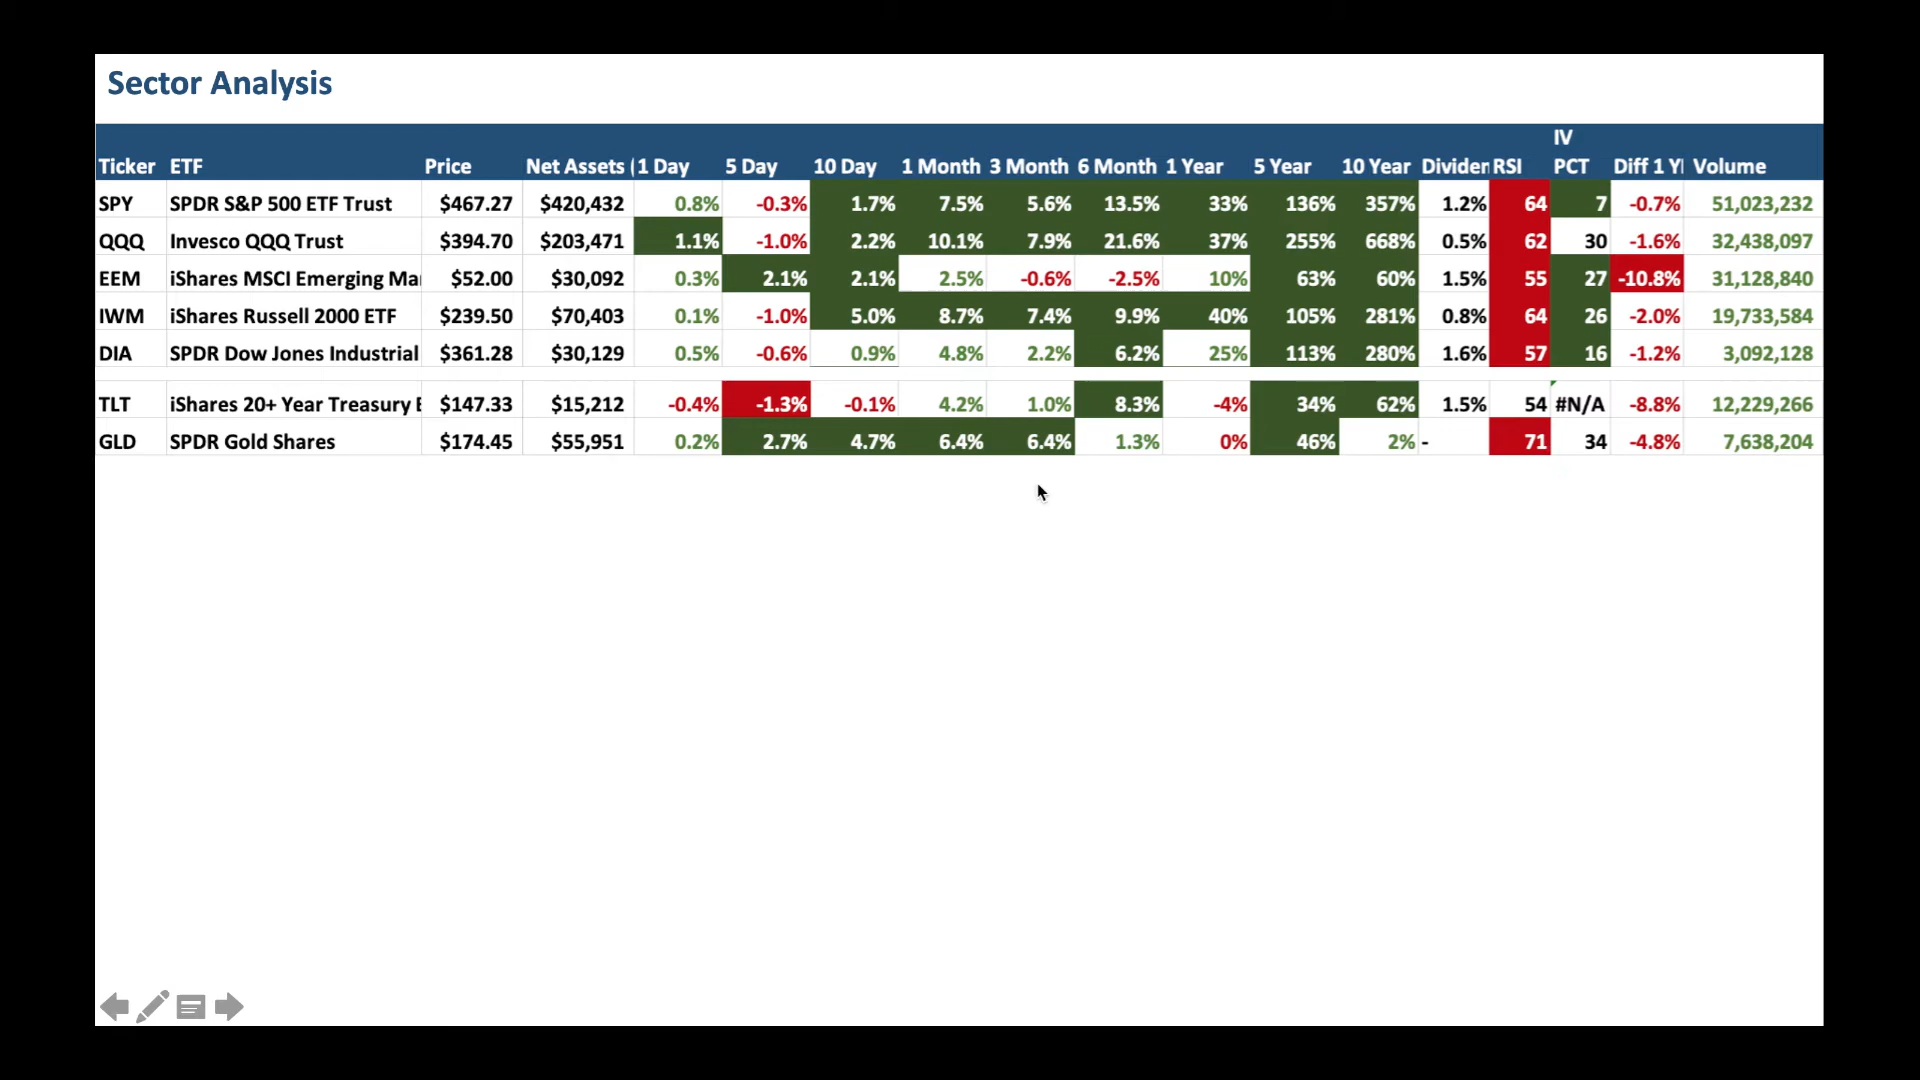 Sector Analysis
IV
Ticker ETF Price Net Assets ( 1 Day 5 Day 10 Day 1 Month 3 Month 6 Month 1 Year 5 Year 10 Year Dividen RSI PCT Diff 1 Y Volume
SPY SPDR S&P 500 ETF Trust $467.27 $420,432 0.8% -0.3% 1.7% 7.5% 5.6% 13.5% 33% 136% 357% 1.2% 64 7 -0.7% 51,023,232
QQQ Invesco QQQ Trust $394.70 $203,471 1.1% -1.0% 2.2% 10.1% 7.9% 21.6% 37% 255% 668% 0.5% 62 30 -1.6% 32,438,097
EEM iShares MSCI Emerging Ma $52.00 $30,092 0.3% 2.1% 2.1% 2.5% -0.6% -2.5% 10% 63% 60% 1.5% 55 27 -10.8% 31,128,840
IWM iShares Russell 2000 ETF $239.50 $70,403 0.1% -1.0% 5.0% 8.7% 7.4% 9.9% 40% 105% 281% 0.8% 64 26 -2.0% 19,733,584
DIA SPDR Dow Jones Industrial $361.28 $30,129 0.5% -0.6% 0.9% 4.8% 2.2% 6.2% 25% 113% 280% 1.6% 57 16 -1.2% 3,092,128
TLT iShares 20+ Year Treasury $147.33 $15,212 -0.4% -1.3% -0.1% 4.2% 1.0% 8.3% -4% 34% 62% 1.5% 54 #N/A -8.8% 12,229,266
GLD SPDR Gold Shares $174.45 $55,951 0.2% 2.7% 4.7% 6.4% 6.4% 1.3% 0% 46% 2% - 71 34 -4.8% 7,638,204